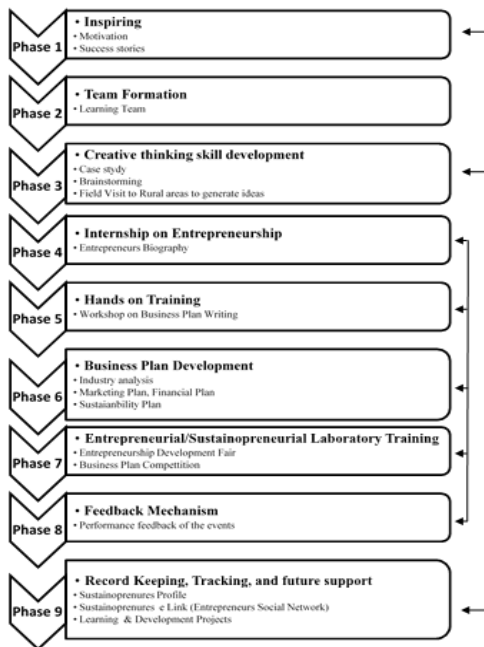 Phase 1
• Inspiring
• Motivation
• Success stories
Phase 2
• Team Formation
• Learning Team
Phase 3
• Creative thinking skill development
• Case stydy
• Brainstorming
• Field Visit to Rural areas to generate ideas
Phase 4
• Internship on Entrepreneurship
• Entrepreneurs Biography
Phase 5
• Hands on Training
• Workshop on Business Plan Writing
Phase 6
• Business Plan Development
• Industry analysis
• Marketing Plan, Financial Plan
• Sustaianbility Plan
Phase 7
• Entrepreneurial/Sustainopreneurial Laboratory Training
• Entrepreneurship Development Fair
• Business Plan Compettition
Phase 8
• Feedback Mechanism
• Performance feedback of the events
Phase 9
• Record Keeping, Tracking, and future support
• Sustainoprenures Profile
• Sustainoprenures e Link (Entrepreneurs Social Network)
• Learning & Development Projects